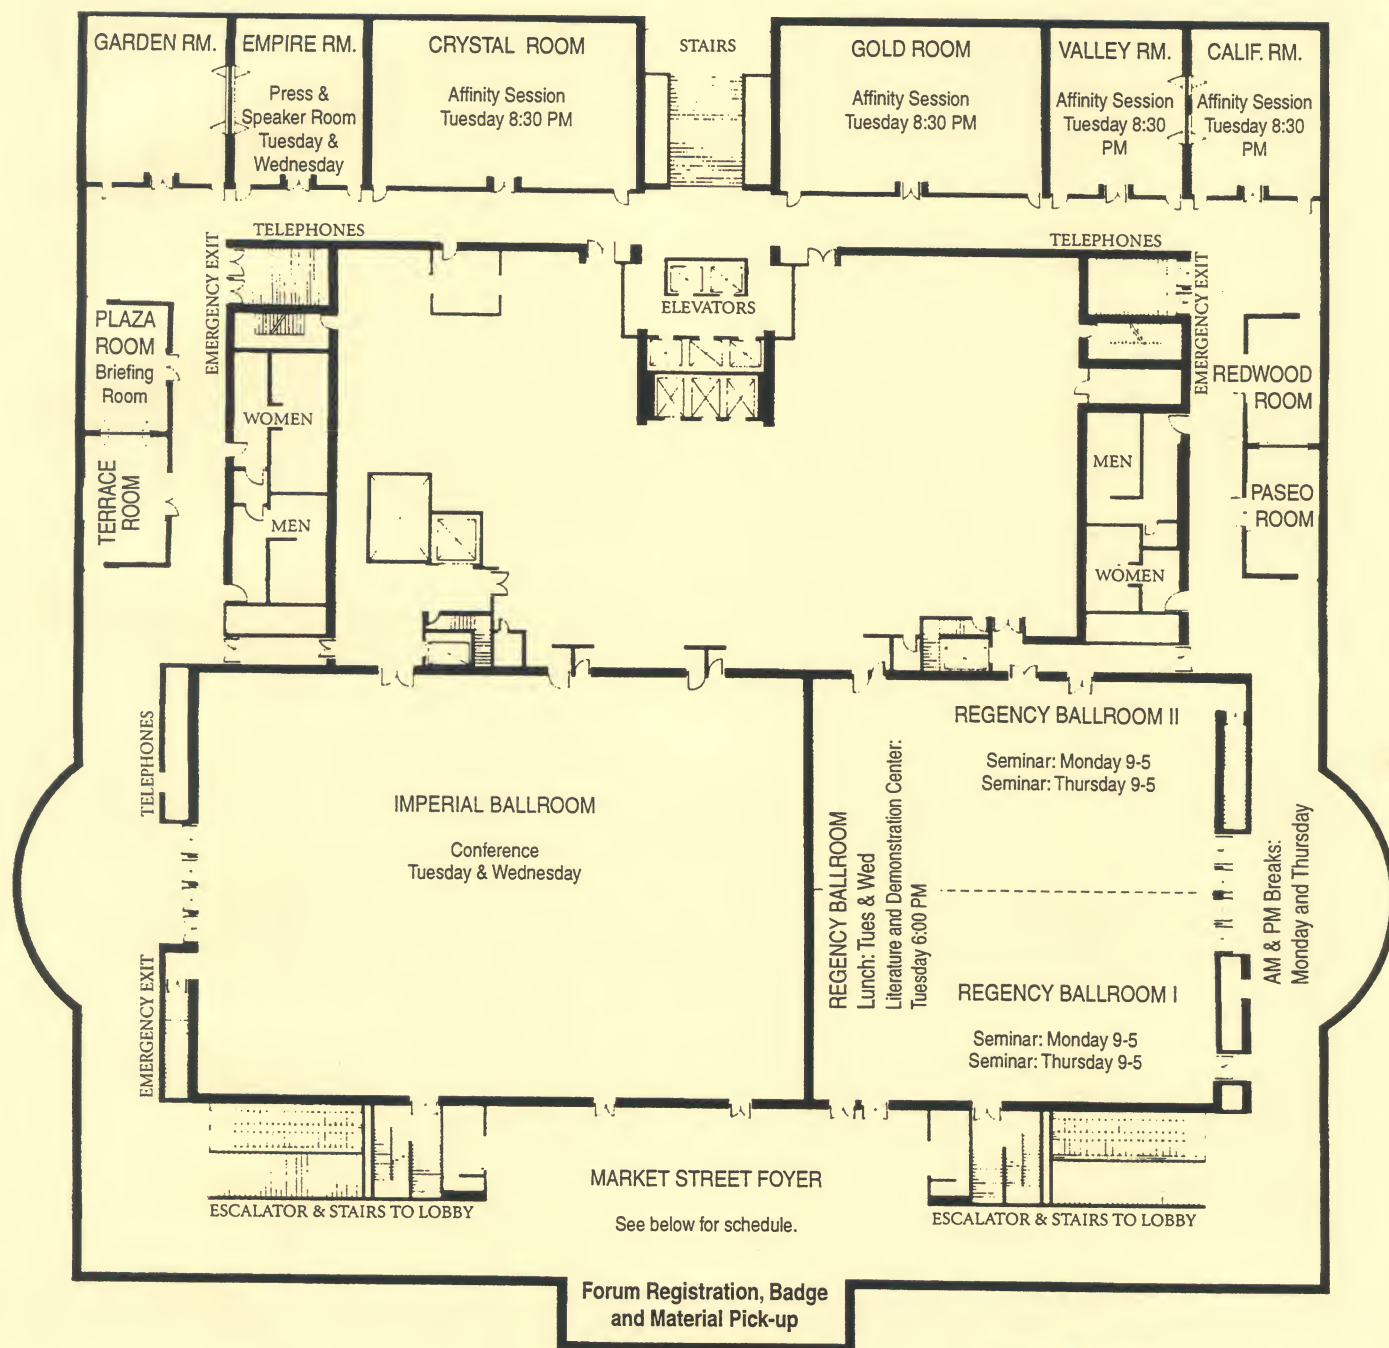 GARDEN RM.
EMPIRE RM.
Press &
Speaker Room
Tuesday &
Wednesday
CRYSTAL ROOM
Affinity Session
Tuesday 8:30 PM
STAIRS
GOLD ROOM
Affinity Session
Tuesday 8:30 PM
VALLEY RM.
Affinity Session
Tuesday 8:30
PM
CALIF. RM.
Affinity Session
Tuesday 8:30
PM
TELEPHONES
TELEPHONES
EMERGENCY EXIT
ELEVATORS
EMERGENCY EXIT
PLAZA
ROOM
Briefing
Room
REDWOOD
ROOM
WOMEN
MEN
TERRACE
ROOM
MEN
PASEO
ROOM
WOMEN
TELEPHONES
IMPERIAL BALLROOM
Conference
Tuesday & Wednesday
REGENCY BALLROOM II
Seminar: Monday 9-5
Seminar: Thursday 9-5
REGENCY BALLROOM
Lunch: Tues & Wed
Literature and Demonstration Center:
Tuesday 6:00 PM
AM & PM Breaks:
Monday and Thursday
EMERGENCY EXIT
REGENCY BALLROOM I
Seminar: Monday 9-5
Seminar: Thursday 9-5
MARKET STREET FOYER
See below for schedule.
ESCALATOR & STAIRS TO LOBBY
ESCALATOR & STAIRS TO LOBBY
Forum Registration, Badge
and Material Pick-up